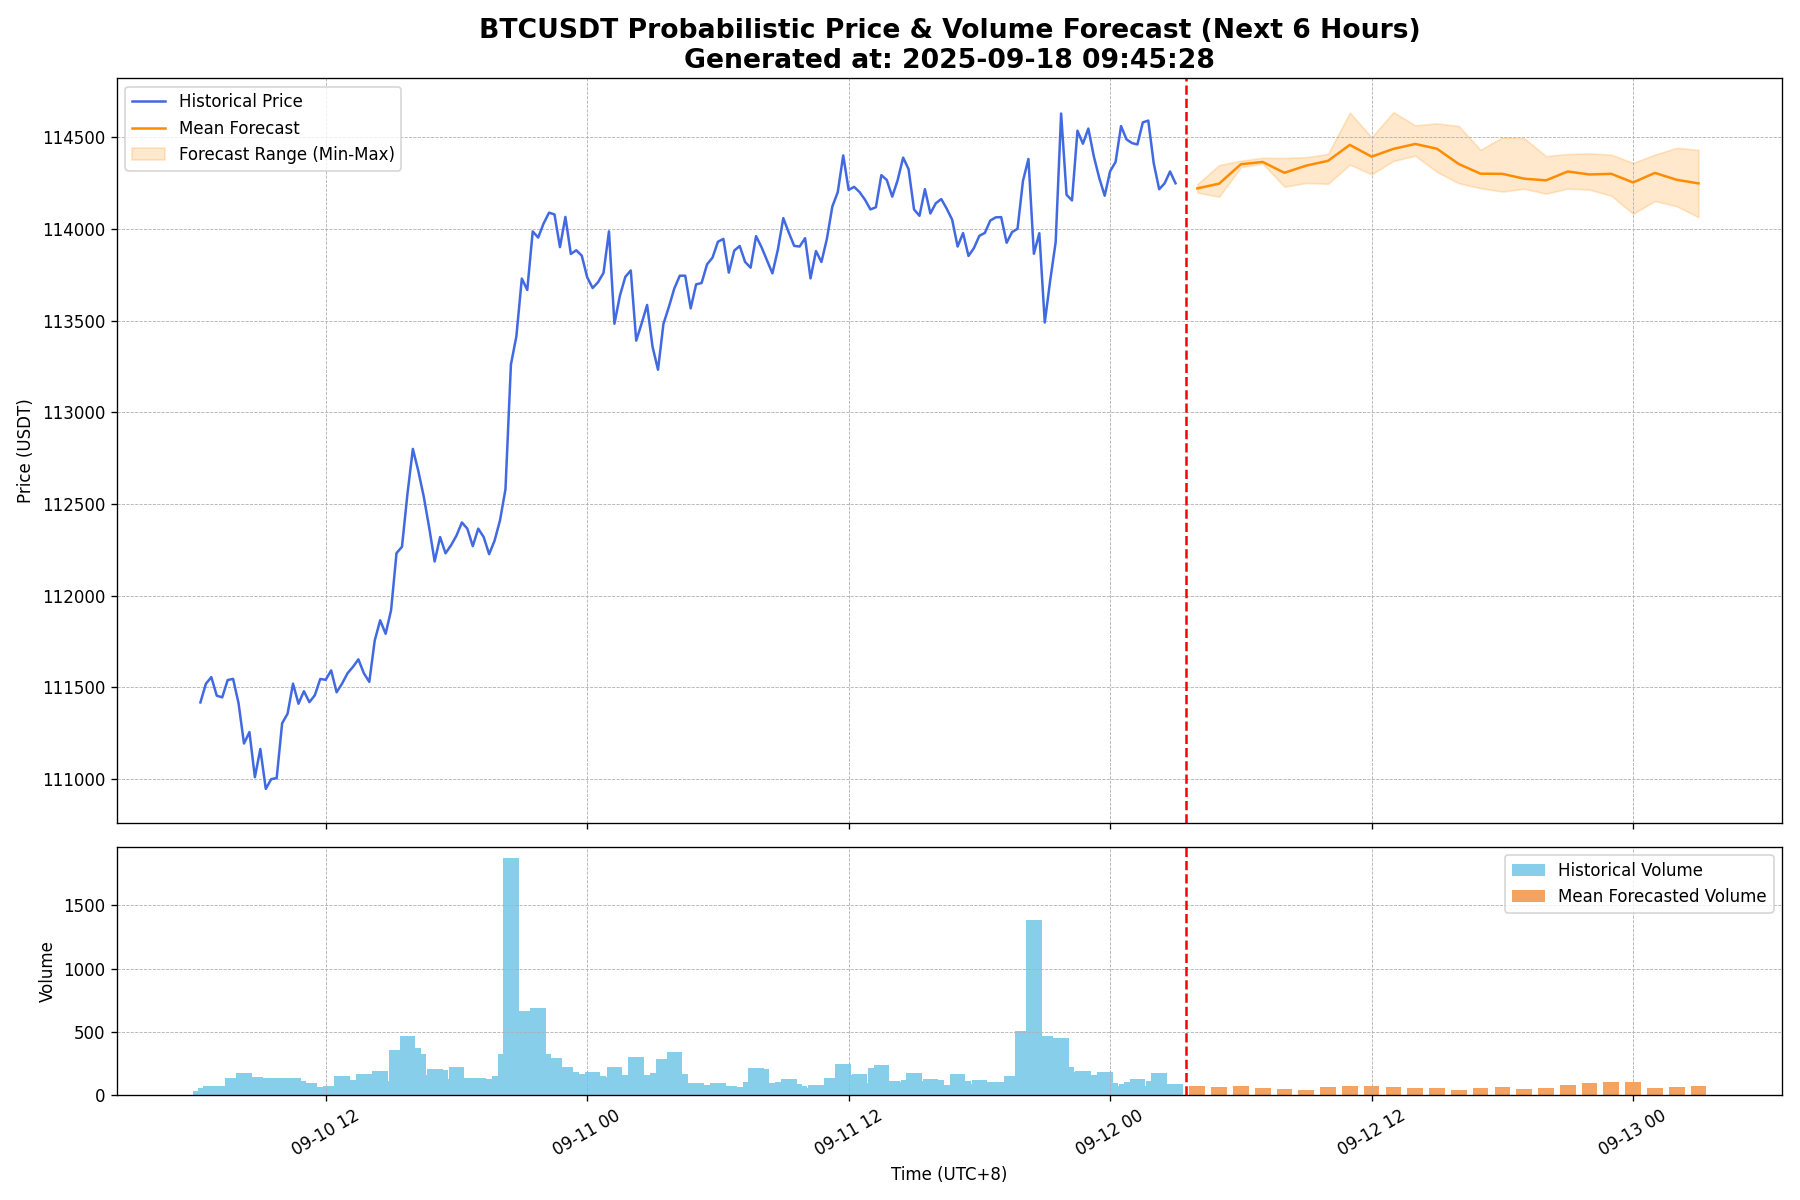 BTCUSDT Probabilistic Price & Volume Forecast (Next 6 Hours)
Generated at: 2025-09-18 09:45:28
Historical Price
Mean Forecast
Forecast Range (Min-Max)
114500
114000
113500
113000
112500
112000
111500
111000
Price (USDT)
Historical Volume
Mean Forecasted Volume
1500
1000
500
0
Volume
09-10 12
09-11 00
09-11 12
09-12 00
09-12 12
09-13 00
Time (UTC+8)